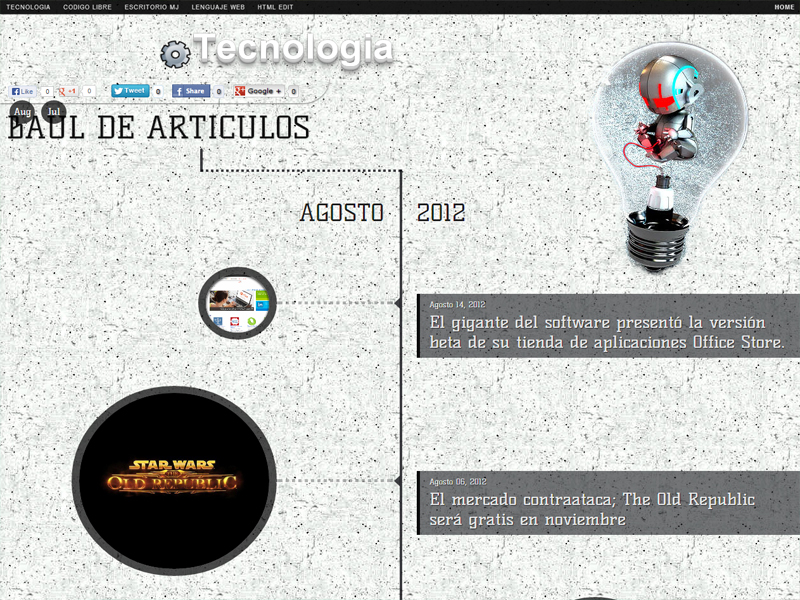 TECNOLOGIA CODIGO LIBRE ESCRITORIO MJ LENGUAJE WEB HTML EDIT HOME
Tecnologia
Like 0 +1 0 Tweet 0 Share 0 Google + 0
Aug Jul
BAUL DE ARTICULOS
AGOSTO 2012
Agosto 14, 2012
El gigante del software presentó la versión
beta de su tienda de aplicaciones Office Store.
STAR WARS
THE
OLD REPUBLIC
Agosto 06, 2012
El mercado contraataca; The Old Republic
será gratis en noviembre